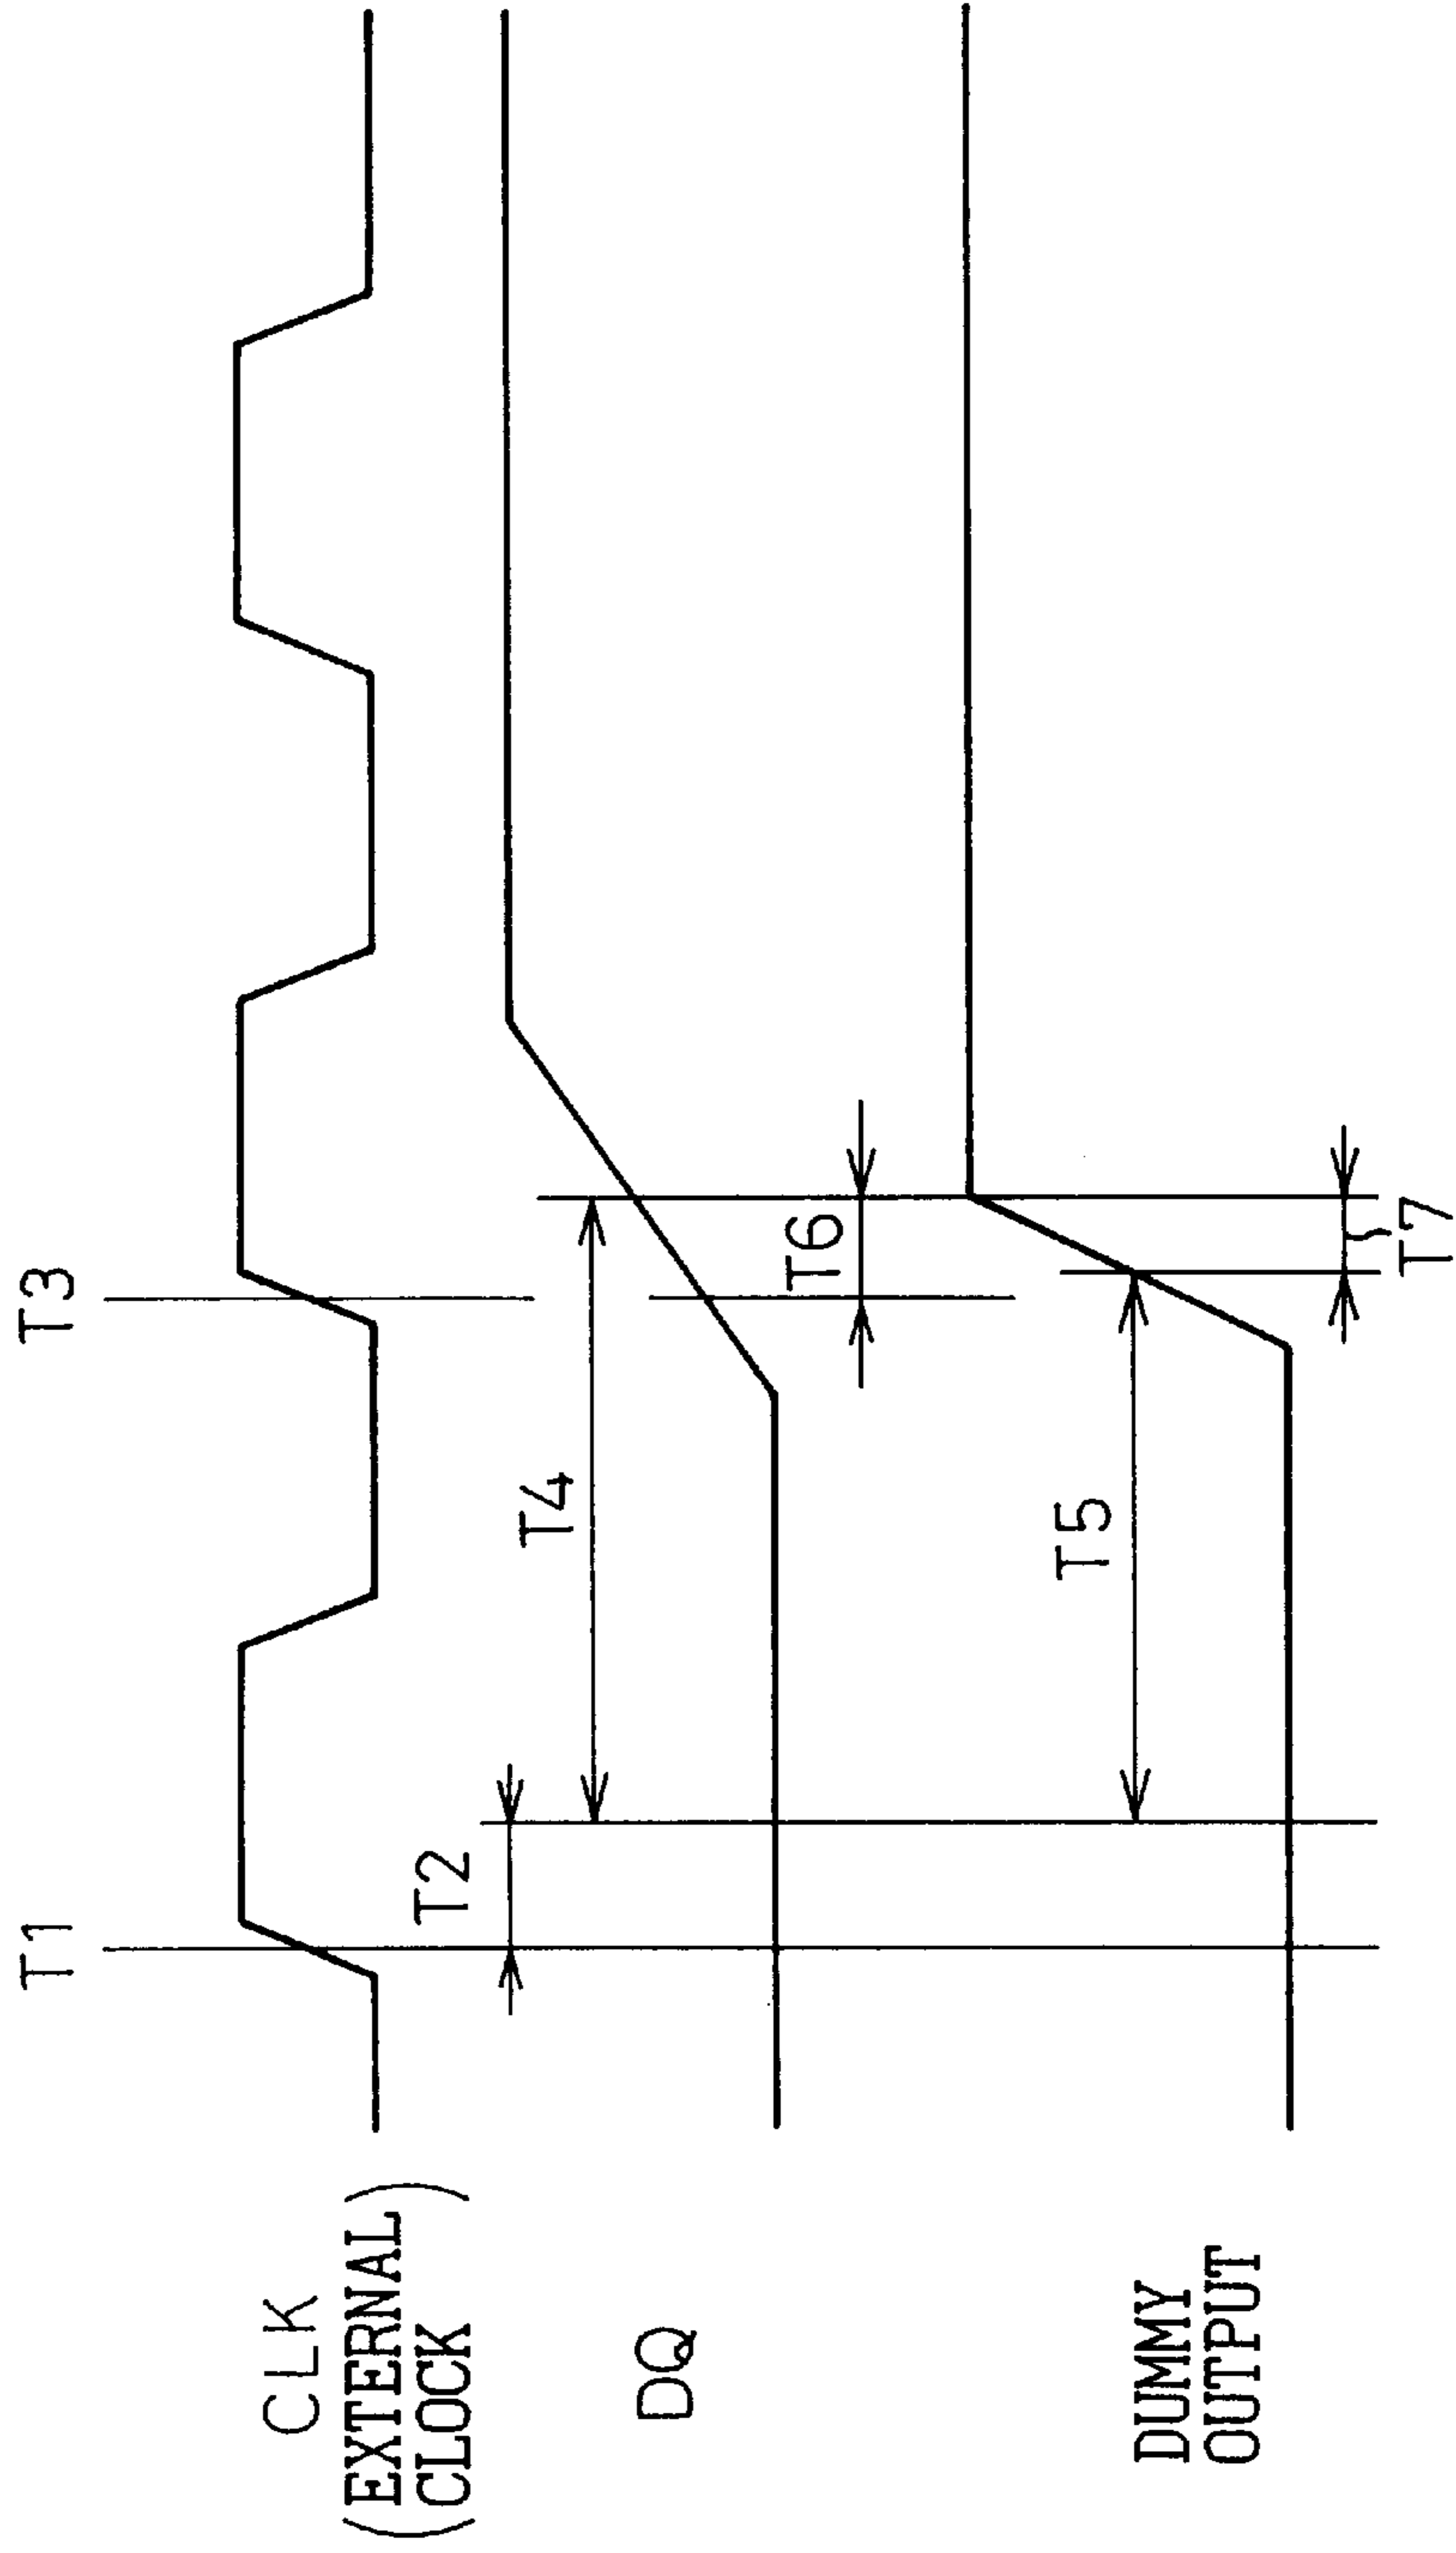 T1
T3
CLK
(EXTERNAL
CLOCK)
T2
T4
DQ
T6
T5
DUMMY
OUTPUT
T7